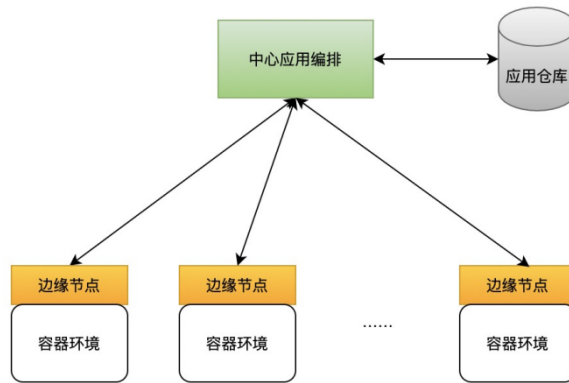 中心应用编排
应用仓库
边缘节点
边缘节点
边缘节点
容器环境
容器环境
......
容器环境